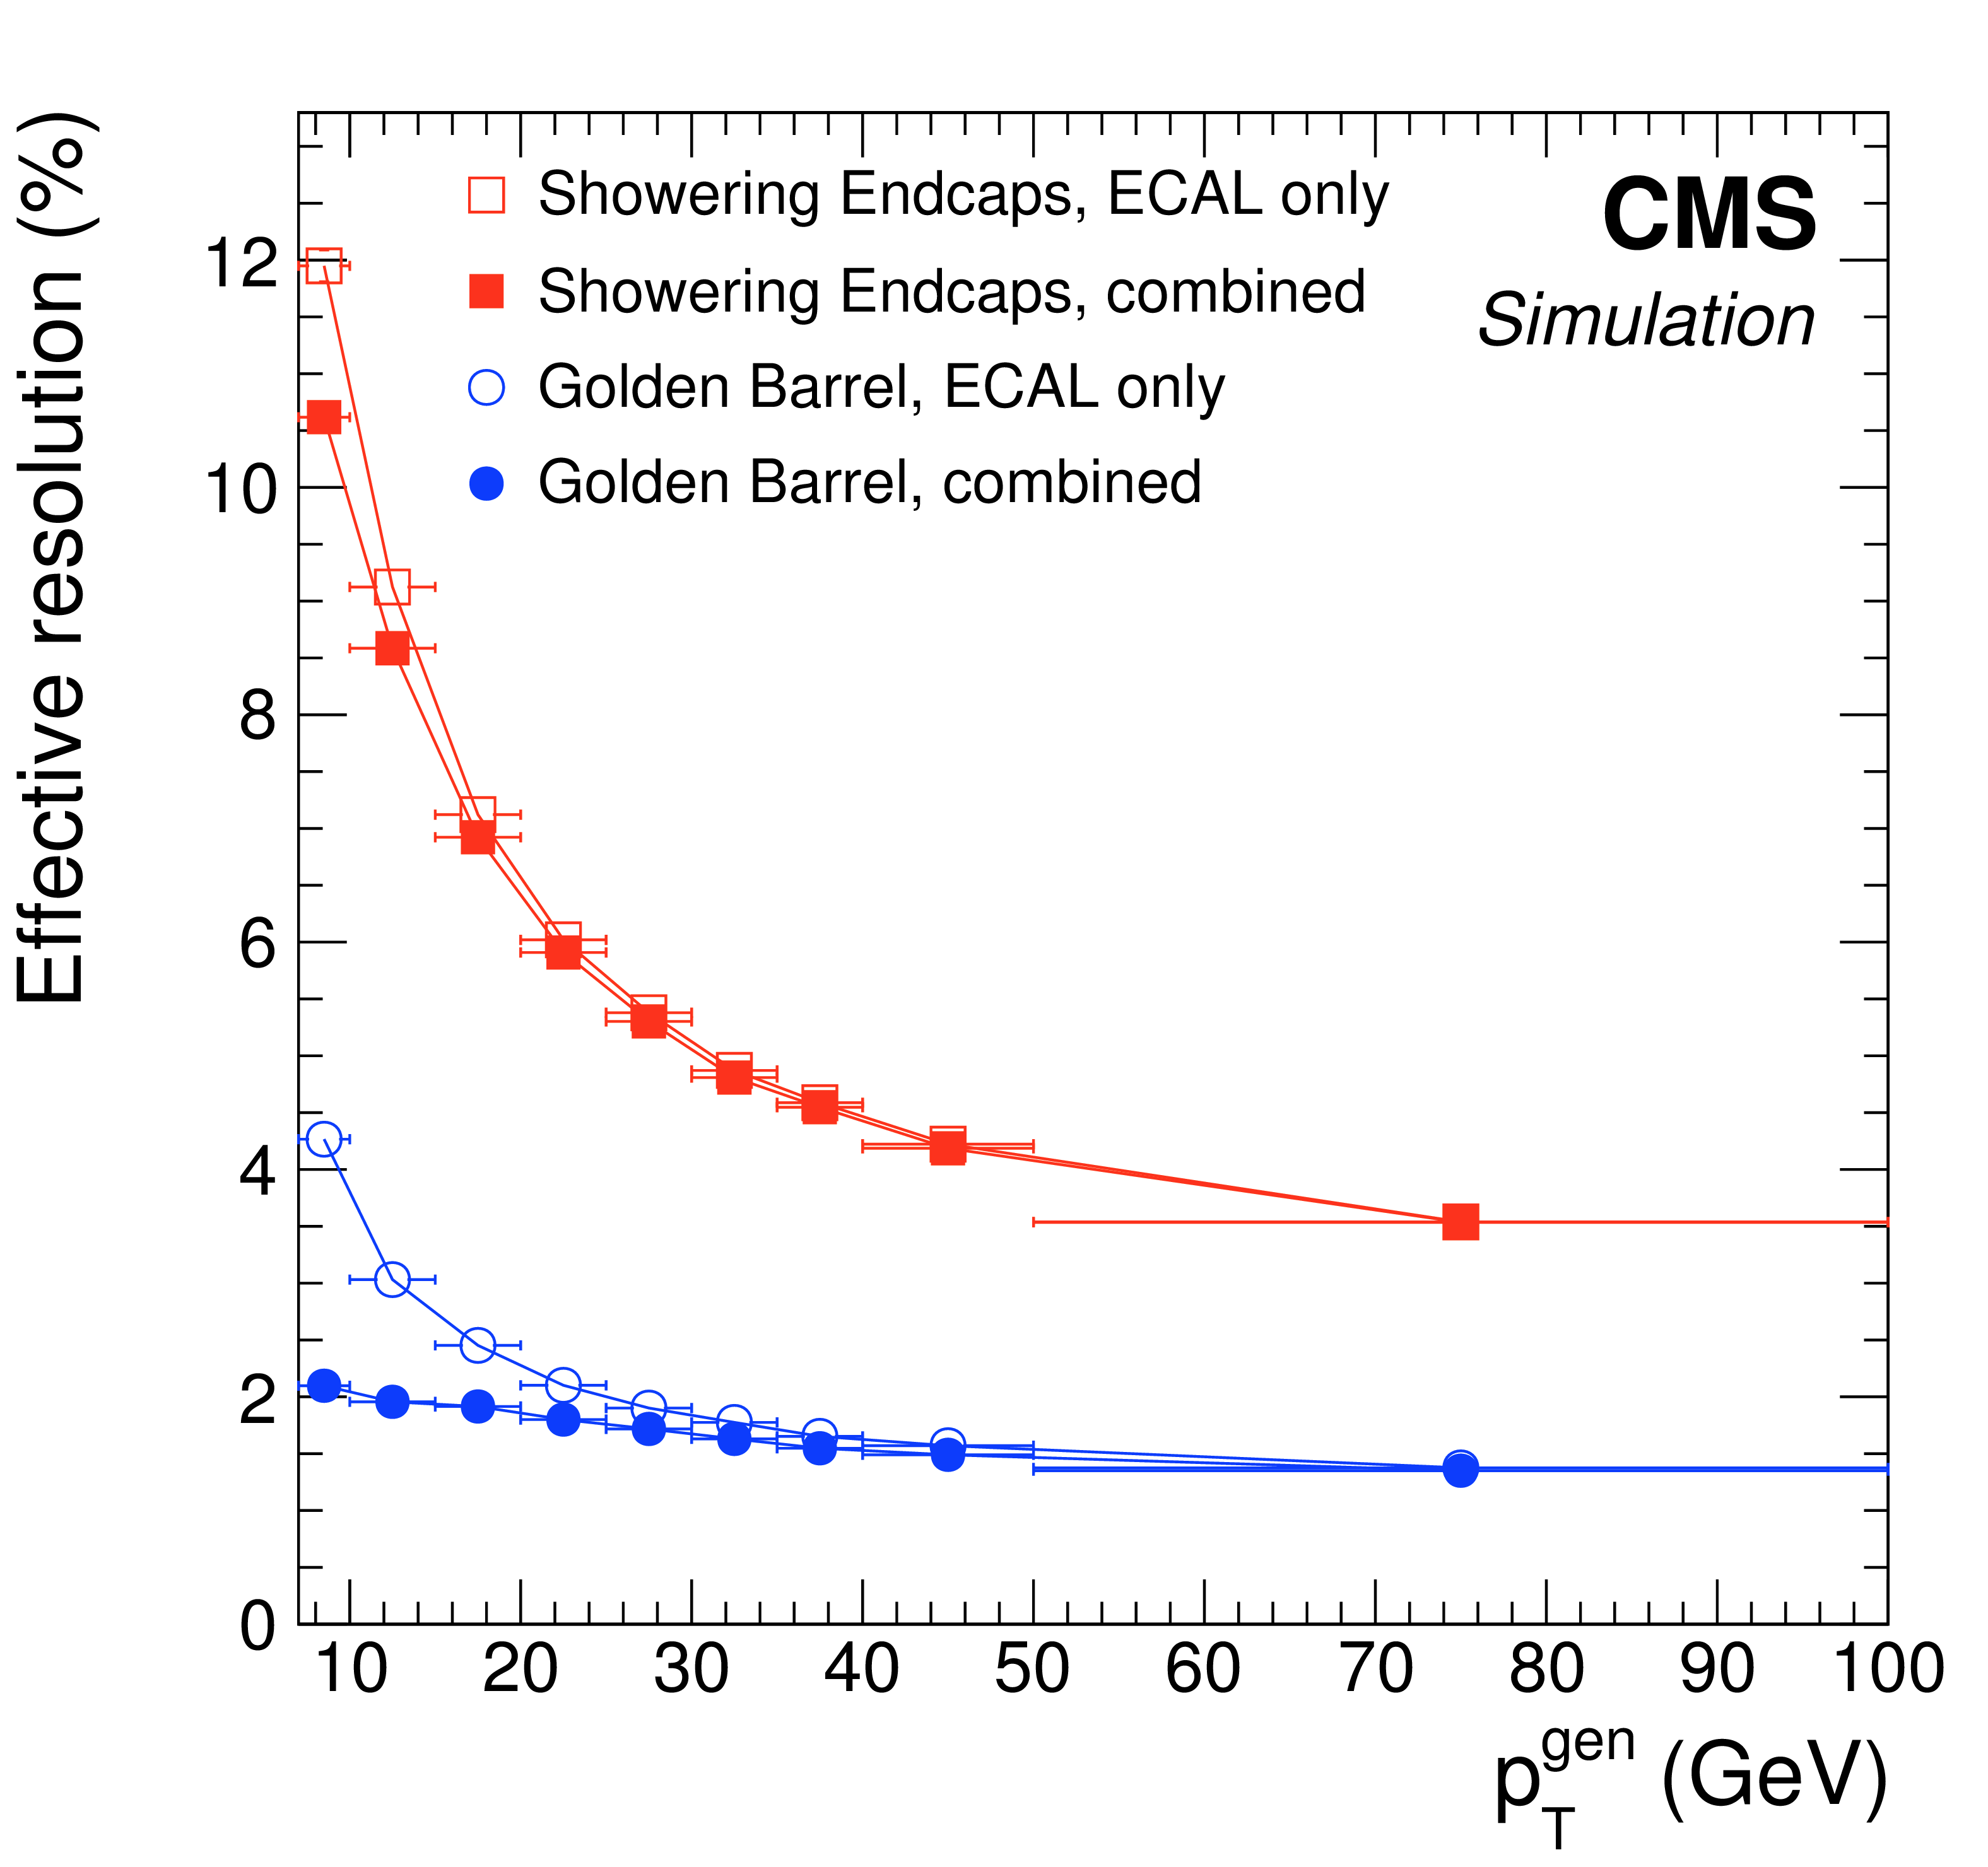 Effective resolution (%)
Showering Endcaps, ECAL only
Showering Endcaps, combined
Golden Barrel, ECAL only
Golden Barrel, combined
CMS
Simulation
12
10
8
6
4
2
0
10 20 30 40 50 60 70 80 90 100
p_T^gen (GeV)